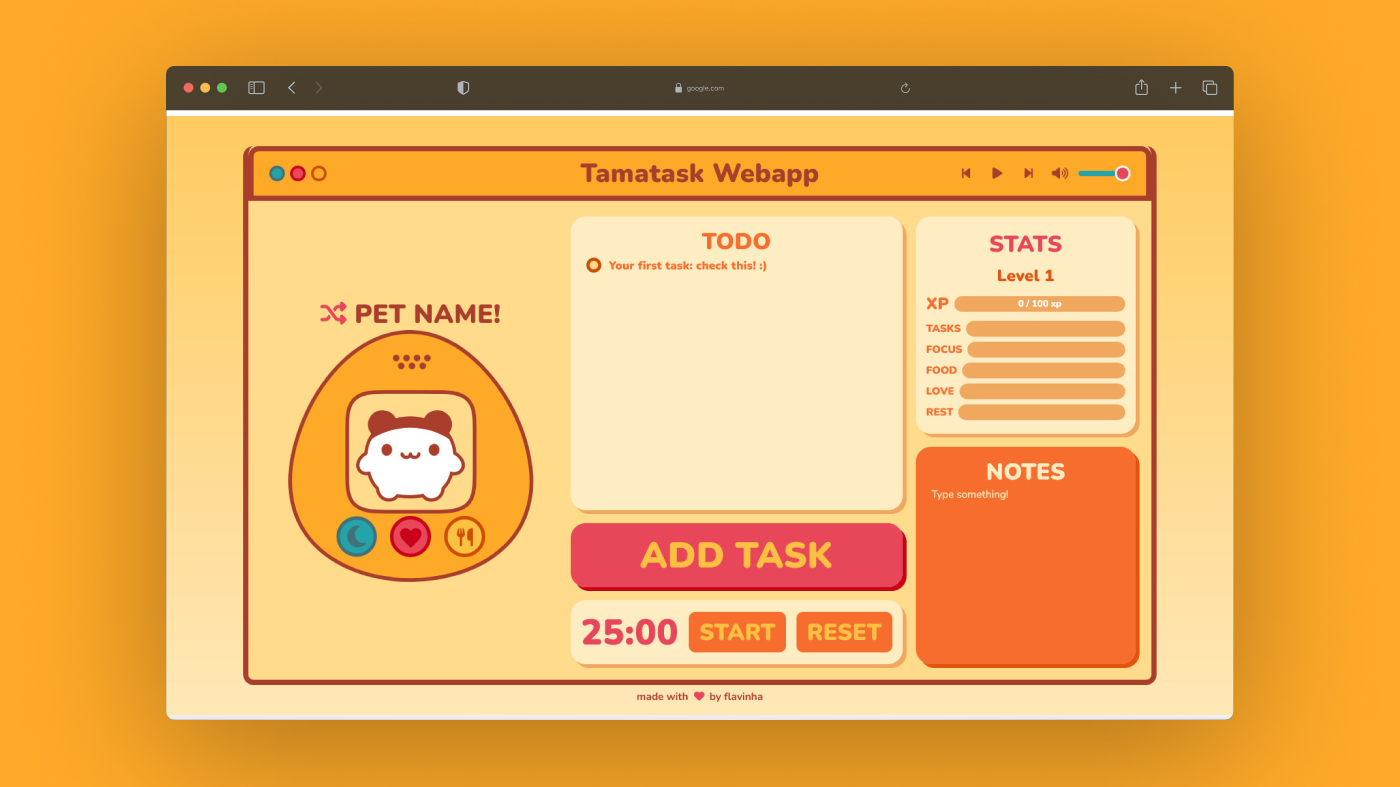 google.com
Tamatask Webapp
PET NAME!
TODO
Your first task: check this! :)
ADD TASK
25:00 START RESET
STATS
Level 1
XP 0 / 100 xp
TASKS
FOCUS
FOOD
LOVE
REST
NOTES
Type something!
made with ❤ by flavinha